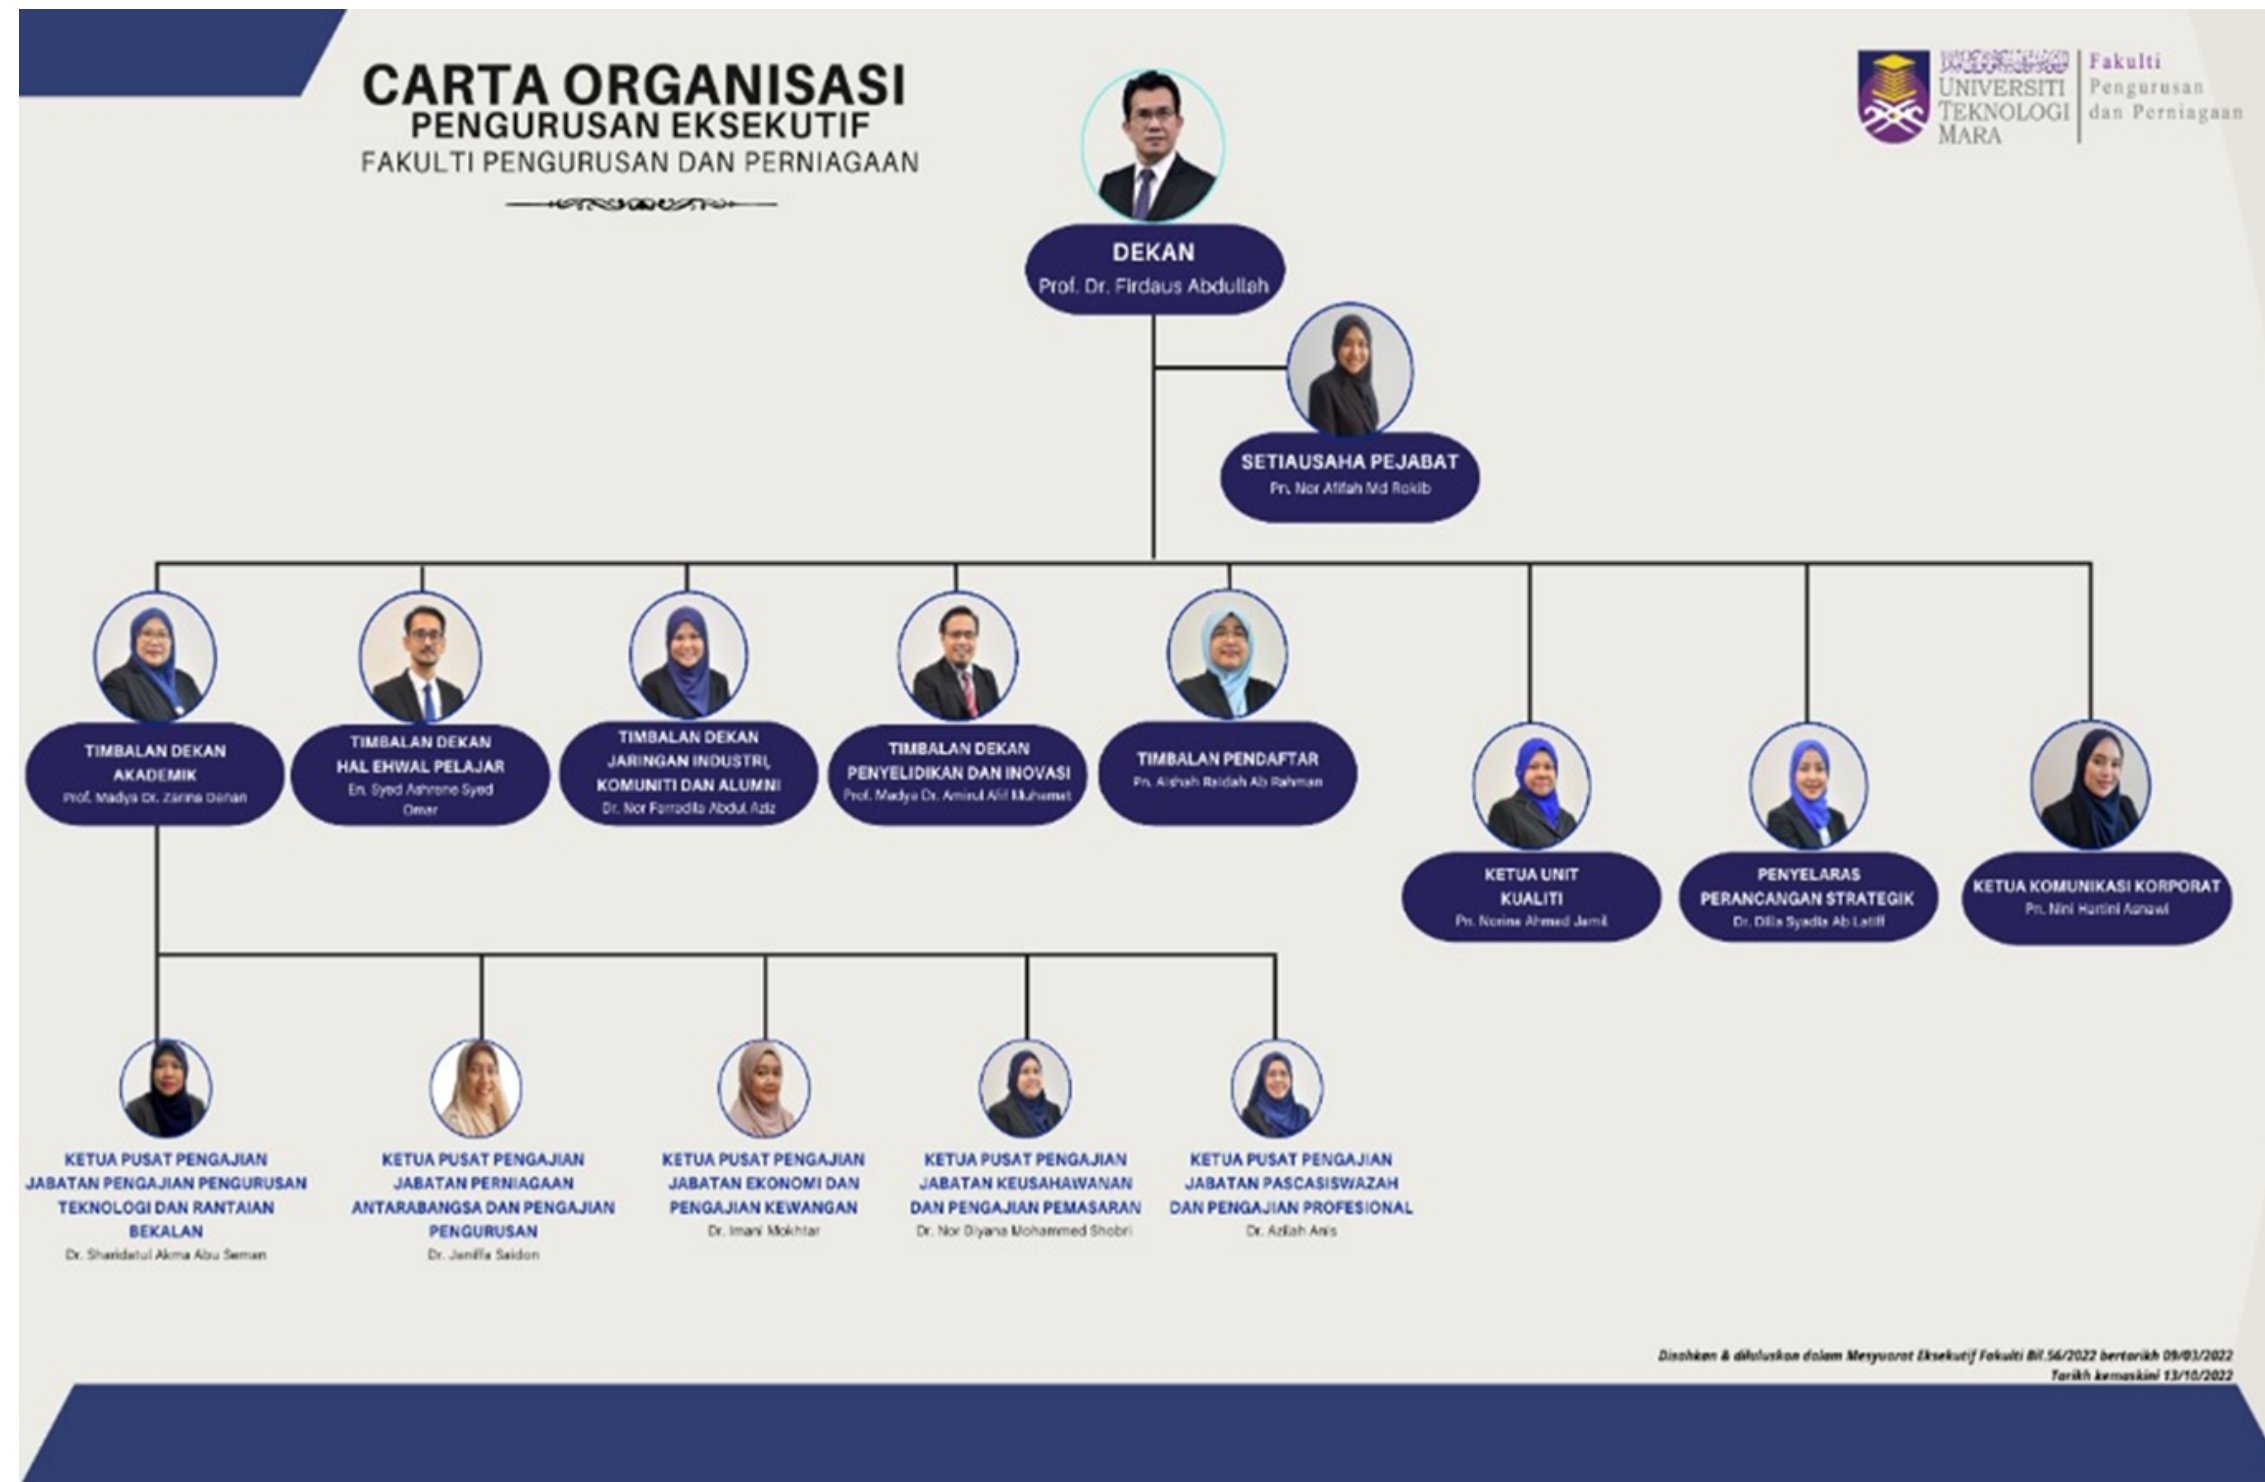 CARTA ORGANISASI
PENGURUSAN EKSEKUTIF
FAKULTI PENGURUSAN DAN PERNIAGAAN
UNIVERSITI
TEKNOLOGI
MARA
Fakulti
Pengurusan
dan Perniagaan
DEKAN
Prof. Dr. Firdaus Abdullah
SETIAUSAHA PEJABAT
Pn. Nor Afifah Md Rokib
TIMBALAN DEKAN
AKADEMIK
Prof. Madya Dr. Zarina Denan
TIMBALAN DEKAN
HAL EHWAL PELAJAR
En. Syed Ashrene Syed
Omar
TIMBALAN DEKAN
JARINGAN INDUSTRI,
KOMUNITI DAN ALUMNI
Dr. Nor Farradila Abdul Aziz
TIMBALAN DEKAN
PENYELIDIKAN DAN INOVASI
Prof. Madya Dr. Amirul Afif Muhamat
TIMBALAN PENDAFTAR
Pn. Aishah Raidah Ab Rahman
KETUA UNIT
KUALITI
Pn. Norina Ahmad Jamil
PENYELARAS
PERANCANGAN STRATEGIK
Dr. Dilla Syadia Ab Latiff
KETUA KOMUNIKASI KORPORAT
Pn. Nini Hartini Asnawi
KETUA PUSAT PENGAJIAN
JABATAN PENGAJIAN PENGURUSAN
TEKNOLOGI DAN RANTAIAN
BEKALAN
Dr. Sharidatul Akma Abu Seman
KETUA PUSAT PENGAJIAN
JABATAN PERNIAGAAN
ANTARABANGSA DAN PENGAJIAN
PENGURUSAN
Dr. Janiffa Saidon
KETUA PUSAT PENGAJIAN
JABATAN EKONOMI DAN
PENGAJIAN KEWANGAN
Dr. Imani Mokhtar
KETUA PUSAT PENGAJIAN
JABATAN KEUSAHAWANAN
DAN PENGAJIAN PEMASARAN
Dr. Nor Diyana Mohammed Shobri
KETUA PUSAT PENGAJIAN
JABATAN PASCASISWAZAH
DAN PENGAJIAN PROFESIONAL
Dr. Azilah Anis
Disahkan & diluluskan dalam Mesyuarat Eksekutif Fakulti Bil.56/2022 bertarikh 09/03/2022
Tarikh kemaskini 13/10/2022